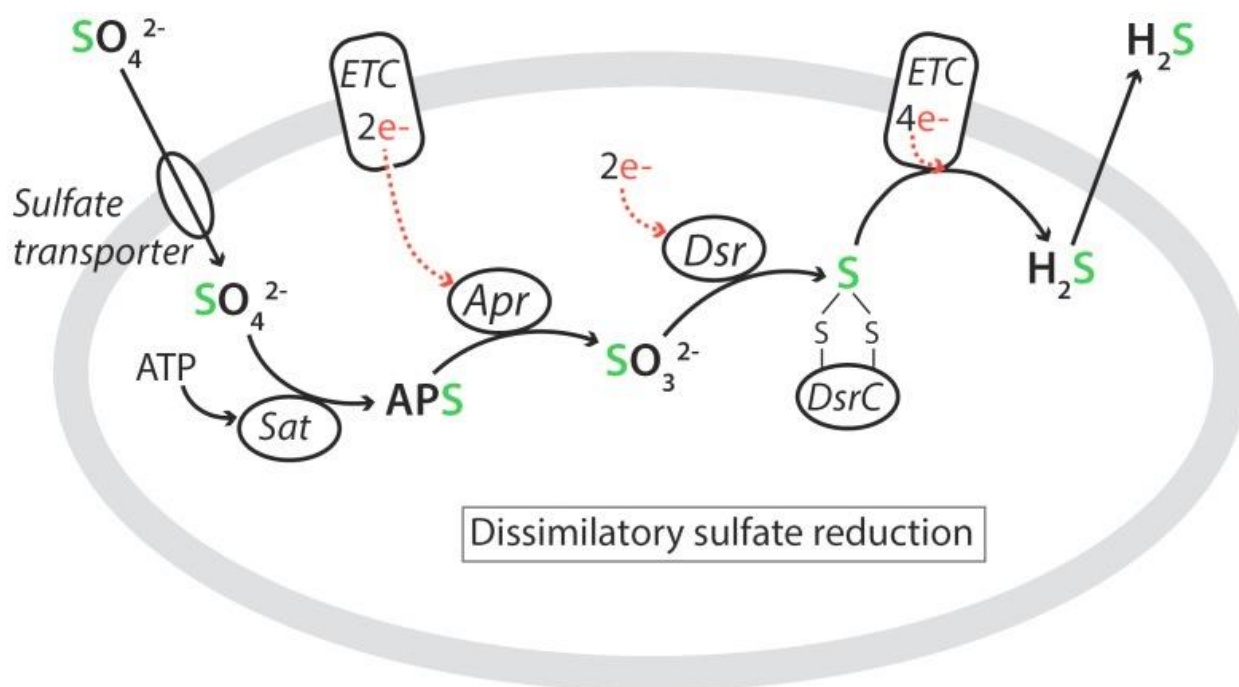 SO₄²⁻
ETC
2e-
ETC
4e-
H₂S
2e-
Sulfate
transporter
Dsr
S
H₂S
SO₄²⁻
Apr
S S
SO₃²⁻
ATP
APS
DsrC
Sat
Dissimilatory sulfate reduction